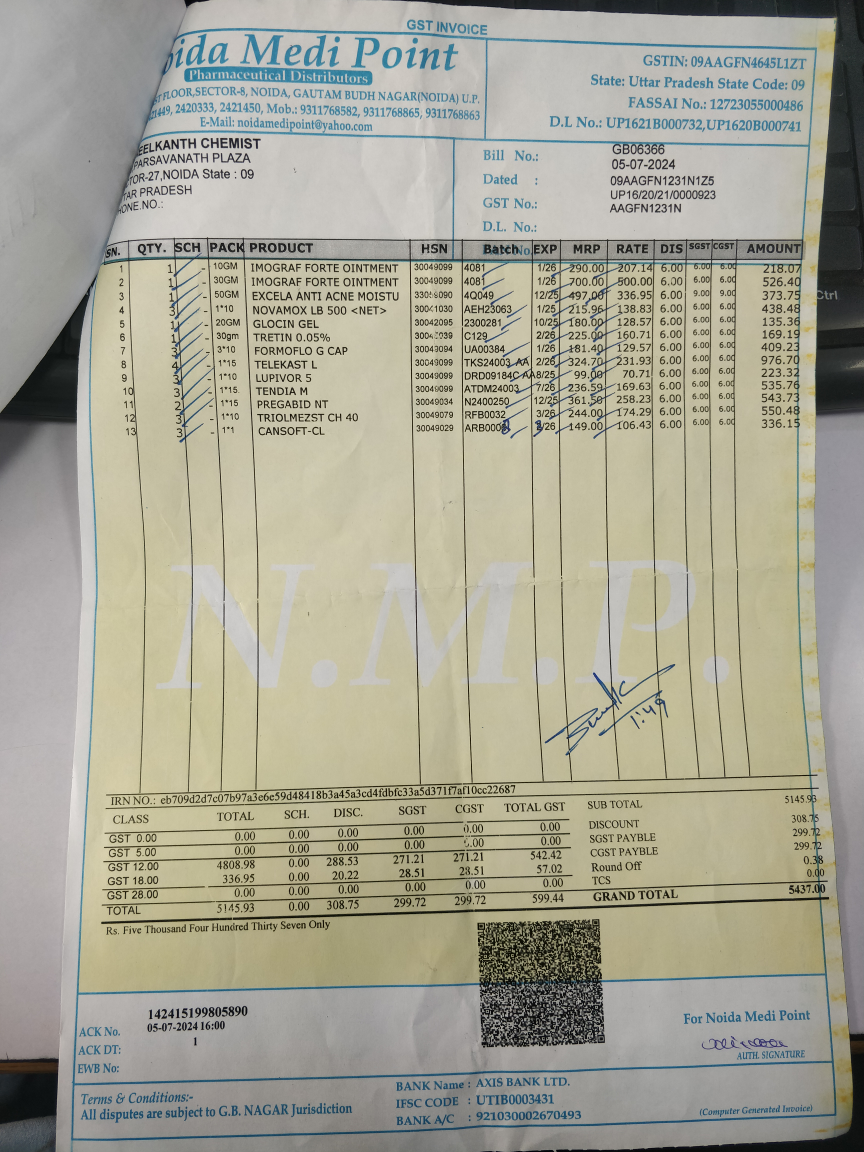 GST INVOICE
Noida Medi Point
Pharmaceutical Distributors
FLOOR,SECTOR-8, NOIDA, GAUTAM BUDH NAGAR(NOIDA) U.P.
2420333, 2421450, Mob.: 9311768582, 9311768865, 9311768863
E-Mail: noidamedipoint@yahoo.com
GSTIN: 09AAGFN4645L1ZT
State: Uttar Pradesh State Code: 09
FASSAI No.: 12723055000486
D.L No.: UP1621B000732,UP1620B000741
EELKANTH CHEMIST
PARSAVANATH PLAZA
TOR-27,NOIDA State : 09
TAR PRADESH
HONE.NO.:
Bill No.: GB06366
Dated : 05-07-2024
GST No.: 09AAGFN1231N1Z5
D.L. No.: UP16/20/21/0000923
AAGFN1231N
SN. QTY. SCH PACK PRODUCT HSN Batch EXP MRP RATE DIS SGST CGST AMOUNT
1 1 - 10GM IMOGRAF FORTE OINTMENT 30049099 4081 1/26 290.00 207.14 6.00 6.00 6.00 218.07
2 1 - 30GM IMOGRAF FORTE OINTMENT 30049099 4081 1/26 700.00 500.00 6.00 6.00 6.00 526.40
3 1 - 50GM EXCELA ANTI ACNE MOISTU 4Q049 12/25 497.00 336.95 6.00 9.00 9.00 373.75
4 3 - 1*10 NOVAMOX LB 500 <NET> AEH23063 1/25 215.96 138.83 6.00 6.00 6.00 438.48
5 1 - 20GM GLOCIN GEL 30042095 2300281 10/25 180.00 128.57 6.00 6.00 6.00 135.36
6 1 - 30gm TRETIN 0.05% C129 2/26 225.00 160.71 6.00 6.00 6.00 169.19
7 3 - 3*10 FORMOFLO G CAP 30049094 UA00384 1/26 181.40 129.57 6.00 6.00 6.00 409.23
8 4 - 1*15 TELEKAST L 30049099 TKS24003 AA 2/26 324.70 231.93 6.00 6.00 6.00 976.70
9 3 - 1*10 LUPIVOR 5 30049099 DRD09184C AA 8/25 99.00 70.71 6.00 6.00 6.00 223.32
10 3 - 1*15 TENDIA M 30049099 ATDM24003 7/26 236.59 169.63 6.00 6.00 6.00 535.76
11 2 - 1*15 PREGABID NT 30049034 N2400250 12/25 361.50 258.23 6.00 6.00 6.00 543.73
12 3 - 1*10 TRIOLMEZST CH 40 30049079 RFB0032 3/26 244.00 174.29 6.00 6.00 6.00 550.48
13 3 - 1*1 CANSOFT-CL 30049029 2/26 149.00 106.43 6.00 6.00 6.00 336.15
N.M.P.
1:49
IRN NO.: eb709d2d7c07b97a3e6e59d48418b3a45a3cd4fdbfc33a5d371f7af10cc22687
CLASS TOTAL SCH. DISC. SGST CGST TOTAL GST
GST 0.00 0.00 0.00 0.00 0.00 0.00 0.00
GST 5.00 0.00 0.00 0.00 0.00 0.00 0.00
GST 12.00 4808.98 0.00 288.53 271.21 271.21 542.42
GST 18.00 336.95 0.00 20.22 28.51 28.51 57.02
GST 28.00 0.00 0.00 0.00 0.00 0.00 0.00
TOTAL 5145.93 0.00 308.75 299.72 299.72 599.44
SUB TOTAL 5145.93
DISCOUNT 308.75
SGST PAYBLE 299.72
CGST PAYBLE 299.72
Round Off 0.38
TCS 0.00
GRAND TOTAL 5437.00
Rs. Five Thousand Four Hundred Thirty Seven Only
ACK No. 142415199805890
ACK DT: 05-07-2024 16:00
EWB No: 1
For Noida Medi Point
AUTH. SIGNATURE
Terms & Conditions:-
All disputes are subject to G.B. NAGAR Jurisdiction
BANK Name : AXIS BANK LTD.
IFSC CODE : UTIB0003431
BANK A/C : 921030002670493
(Computer Generated Invoice)
Ctrl